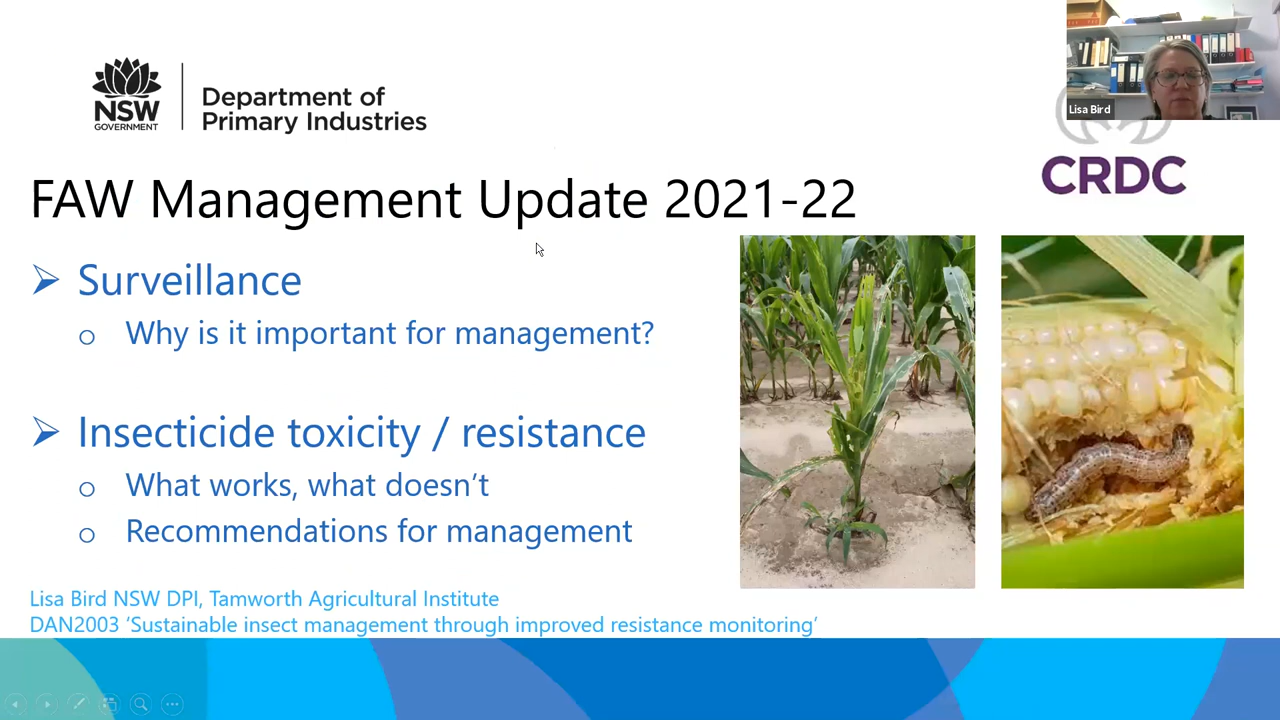 Lisa Bird
NSW
GOVERNMENT
Department of
Primary Industries
CRDC
FAW Management Update 2021-22
Surveillance
o Why is it important for management?
Insecticide toxicity / resistance
o What works, what doesn’t
o Recommendations for management
Lisa Bird NSW DPI, Tamworth Agricultural Institute
DAN2003 ‘Sustainable insect management through improved resistance monitoring’